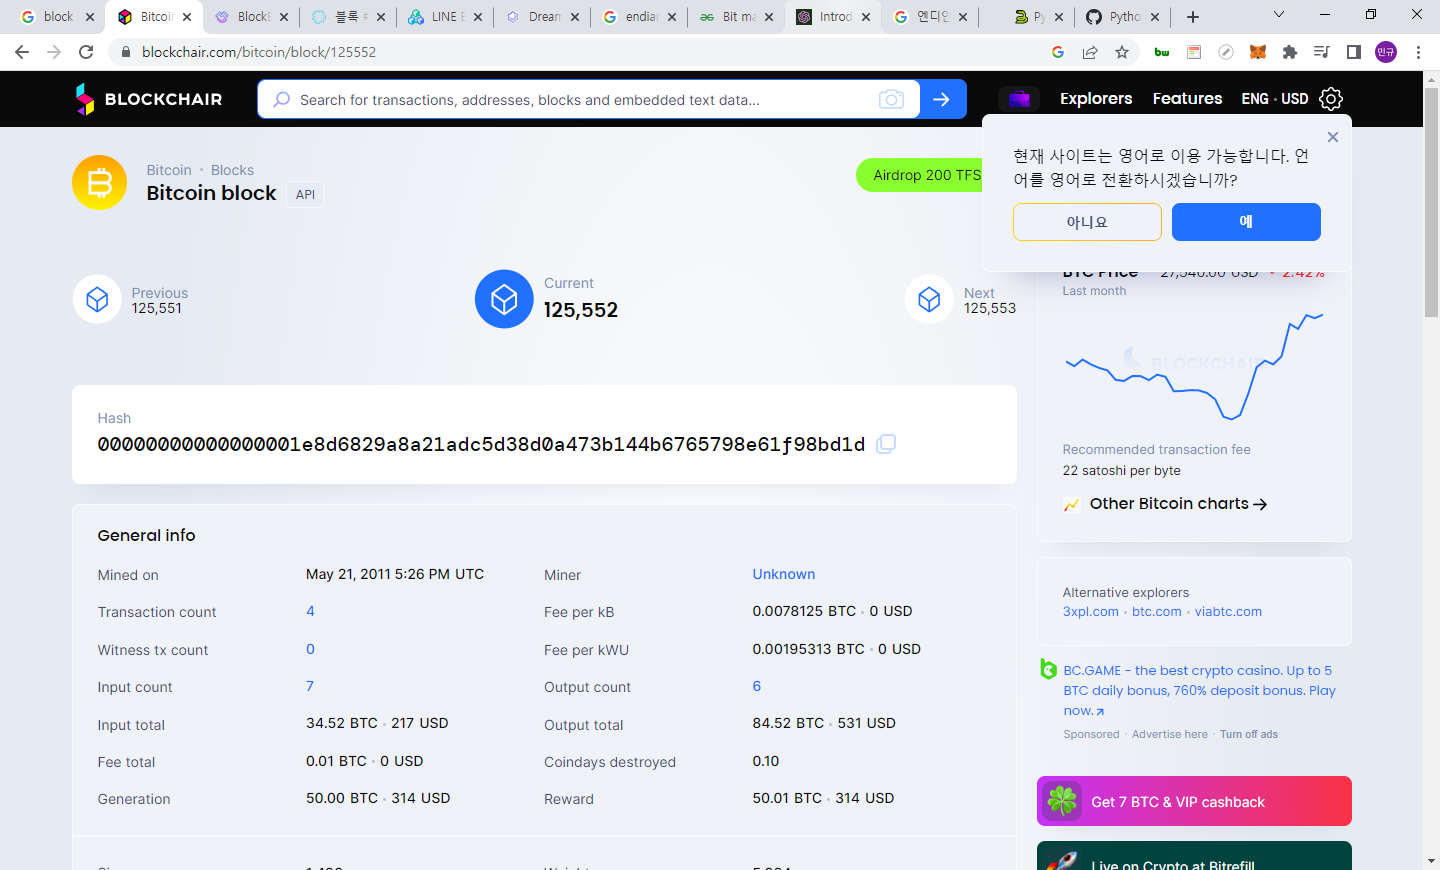 block
Bitcoin
BlockE
블록
LINE B
Dream
endian
Bit ma
Introd
엔디안
Py
Pytho
blockchair.com/bitcoin/block/125552
bw
민규
BLOCKCHAIR
Search for transactions, addresses, blocks and embedded text data...
Explorers
Features
ENG · USD
현재 사이트는 영어로 이용 가능합니다. 언
어를 영어로 전환하시겠습니까?
아니요
예
Bitcoin · Blocks
Bitcoin block
API
Airdrop 200 TFS
Previous
125,551
Current
125,552
Next
125,553
BTC Price
27,540.00 USD
2.42%
Last month
BLOCKCHAIR
Recommended transaction fee
22 satoshi per byte
Other Bitcoin charts →
Hash
00000000000000001e8d6829a8a21adc5d38d0a473b144b6765798e61f98bd1d
General info
Mined on May 21, 2011 5:26 PM UTC Miner Unknown
Transaction count 4 Fee per kB 0.0078125 BTC · 0 USD
Witness tx count 0 Fee per kWU 0.00195313 BTC · 0 USD
Input count 7 Output count 6
Input total 34.52 BTC · 217 USD Output total 84.52 BTC · 531 USD
Fee total 0.01 BTC · 0 USD Coindays destroyed 0.10
Generation 50.00 BTC · 314 USD Reward 50.01 BTC · 314 USD
Alternative explorers
3xpl.com · btc.com · viabtc.com
BC.GAME - the best crypto casino. Up to 5
BTC daily bonus, 760% deposit bonus. Play
now.
Sponsored · Advertise here · Turn off ads
Get 7 BTC & VIP cashback
Live on Crypto at Bitrefill